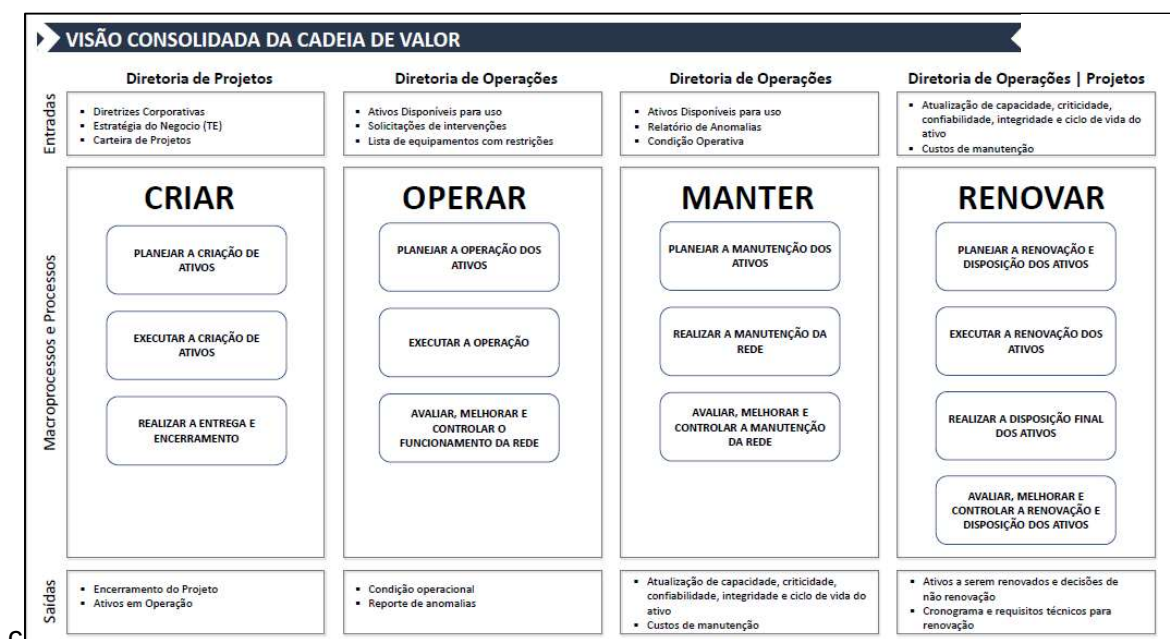 VISÃO CONSOLIDADA DA CADEIA DE VALOR
Diretoria de Projetos
Diretoria de Operações
Diretoria de Operações
Diretoria de Operações | Projetos
Entradas
▪ Diretrizes Corporativas
▪ Estratégia do Negocio (TE)
▪ Carteira de Projetos
▪ Ativos Disponíveis para uso
▪ Solicitações de intervenções
▪ Lista de equipamentos com restrições
▪ Ativos Disponíveis para uso
▪ Relatório de Anomalias
▪ Condição Operativa
▪ Atualização de capacidade, criticidade,
confiabilidade, integridade e ciclo de vida do
ativo
▪ Custos de manutenção
Macroprocessos e Processos
CRIAR
PLANEJAR A CRIAÇÃO DE
ATIVOS
EXECUTAR A CRIAÇÃO DE
ATIVOS
REALIZAR A ENTREGA E
ENCERRAMENTO
OPERAR
PLANEJAR A OPERAÇÃO DOS
ATIVOS
EXECUTAR A OPERAÇÃO
AVALIAR, MELHORAR E
CONTROLAR O
FUNCIONAMENTO DA REDE
MANTER
PLANEJAR A MANUTENÇÃO DOS
ATIVOS
REALIZAR A MANUTENÇÃO DA
REDE
AVALIAR, MELHORAR E
CONTROLAR A MANUTENÇÃO
DA REDE
RENOVAR
PLANEJAR A RENOVAÇÃO E
DISPOSIÇÃO DOS ATIVOS
EXECUTAR A RENOVAÇÃO DOS
ATIVOS
REALIZAR A DISPOSIÇÃO FINAL
DOS ATIVOS
AVALIAR, MELHORAR E
CONTROLAR A RENOVAÇÃO E
DISPOSIÇÃO DOS ATIVOS
Saídas
▪ Encerramento do Projeto
▪ Ativos em Operação
▪ Condição operacional
▪ Reporte de anomalias
▪ Atualização de capacidade, criticidade,
confiabilidade, integridade e ciclo de vida do
ativo
▪ Custos de manutenção
▪ Ativos a serem renovados e decisões de
não renovação
▪ Cronograma e requisitos técnicos para
renovação